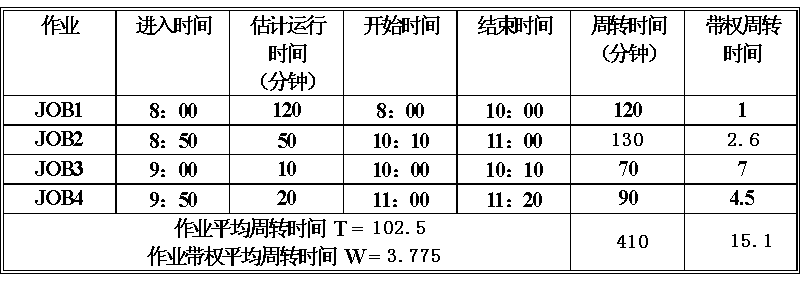 作业 进入时间 估计运行时间（分钟） 开始时间 结束时间 周转时间（分钟） 带权周转时间
JOB1 8：00 120 8：00 10：00 120 1
JOB2 8：50 50 10：10 11：00 130 2.6
JOB3 9：00 10 10：00 10：10 70 7
JOB4 9：50 20 11：00 11：20 90 4.5
作业平均周转时间 T = 102.5
作业带权平均周转时间 W = 3.775
410 15.1